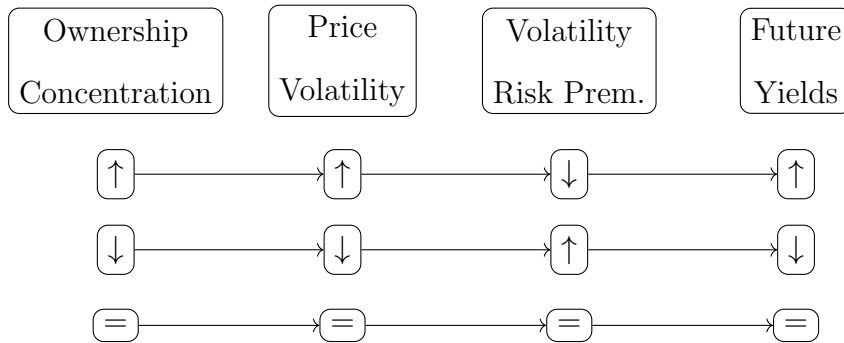 Ownership Concentration
Price Volatility
Volatility Risk Prem.
Future Yields
↑ ↑ ↓ ↑
↓ ↓ ↑ ↓
= = = =